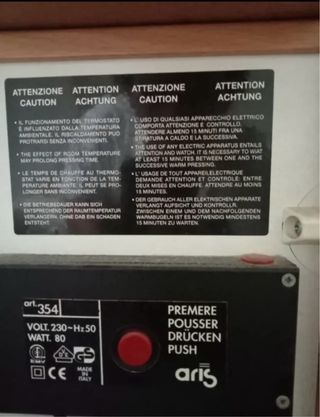 ATTENZIONE ATTENTION
CAUTION ACHTUNG
• IL FUNZIONAMENTO DEL TERMOSTATO
È INFLUENZATO DALLA TEMPERATURA
AMBIENTALE. IL RISCALDAMENTO PUÒ
PROTRARSI SENZA INCONVENIENTI.
• THE EFFECT OF ROOM TEMPERATURE
MAY PROLONG PRESSING TIME.
• LE TEMPS DE CHAUFFE AU THERMO-
STAT VARIE EN FONCTION DE LA TEM-
PÉRATURE AMBIANTE. IL PEUT SE PRO-
LONGER SANS INCONVÉNIENT.
• DIE BETRIEBDAUER KANN SICH
ENTSPRECHEND DER RAUMTEMPERATUR
VERLÄNGERN, OHNE DAB EIN SCHADEN
ENTSTEHT.
ATTENZIONE ATTENTION
CAUTION ACHTUNG
• L'USO DI QUALSIASI APPARECCHIO ELETTRICO
COMPORTA ATTENZIONE E CONTROLLO.
ATTENDERE ALMENO 15 MINUTI FRA UNA
STIRATURA A CALDO E LA SUCCESSIVA.
• THE USE OF ANY ELECTRIC APPARATUS ENTAILS
ATTENTION AND WATCH. IT IS NECESSARY TO WAIT
AT LEAST 15 MINUTES BETWEEN ONE AND THE
SUCCESSIVE WARM PRESSING.
• L'USAGE DE TOUT APPAREILELECTRIQUE
DEMANDE ATTENTION ET CONTROLE: ENTRE
DEUX MISES EN CHAUFFE, ATTENDRE AU MOINS
15 MINUTES.
• DER GEBRAUCH ALLER ELEKTRISCHEN APPARATE
VERLANGT AUFSICHT UND KONTROLLE.
ZWISCHEN EINEM UND DEM NACHFOLGENDEN
WARMBÜGELN IST ES NOTWENDIG MINDESTENS
15 MINUTEN ZU WARTEN.
art. 354
VOLT. 230~Hz 50
WATT. 80
CE MADE
IN
ITALY
PREMERE
POUSSER
DRÜCKEN
PUSH
aris